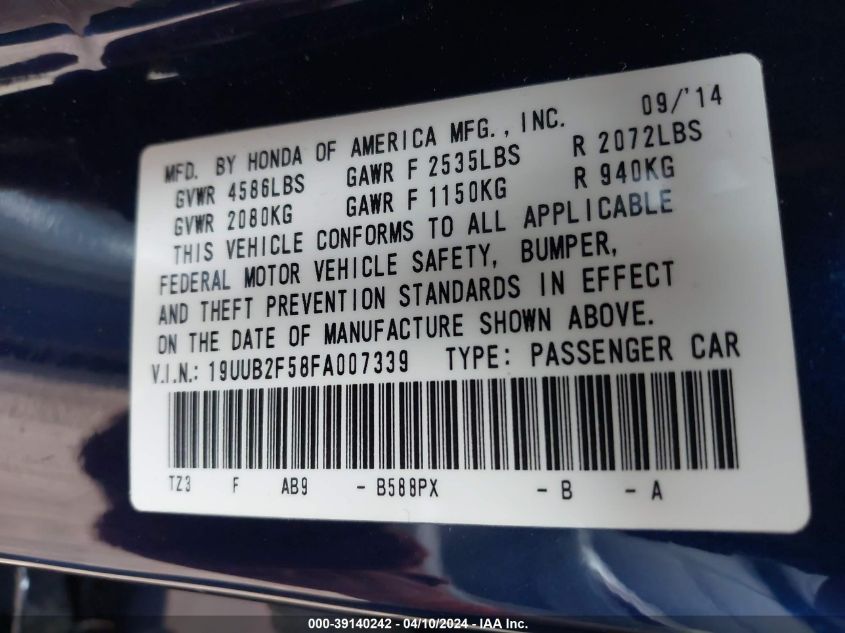 MFD. BY HONDA OF AMERICA MFG., INC. 09/'14
GVWR 4586LBS GAWR F 2535LBS R 2072LBS
GVWR 2080KG GAWR F 1150KG R 940KG
THIS VEHICLE CONFORMS TO ALL APPLICABLE
FEDERAL MOTOR VEHICLE SAFETY, BUMPER,
AND THEFT PREVENTION STANDARDS IN EFFECT
ON THE DATE OF MANUFACTURE SHOWN ABOVE.
V.I.N.: 19UUB2F58FA007339 TYPE: PASSENGER CAR
TZ3 F AB9 - B588PX - B - A
000-39140242 - 04/10/2024 - IAA Inc.